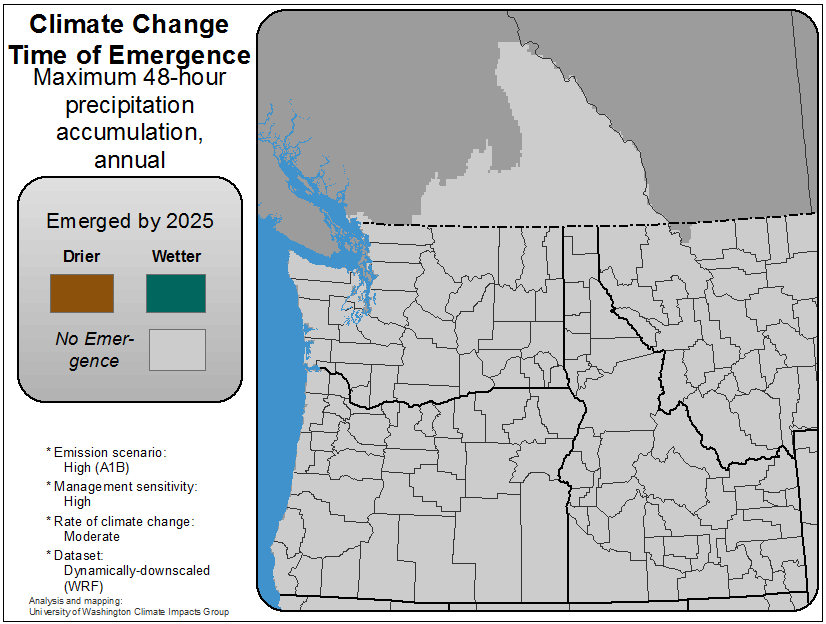 Climate Change
Time of Emergence
Maximum 48-hour
precipitation
accumulation,
annual
Emerged by 2025
Drier Wetter
No Emer-
gence
* Emission scenario:
High (A1B)
* Management sensitivity:
High
* Rate of climate change:
Moderate
* Dataset:
Dynamically-downscaled
(WRF)
Analysis and mapping:
University of Washington Climate Impacts Group